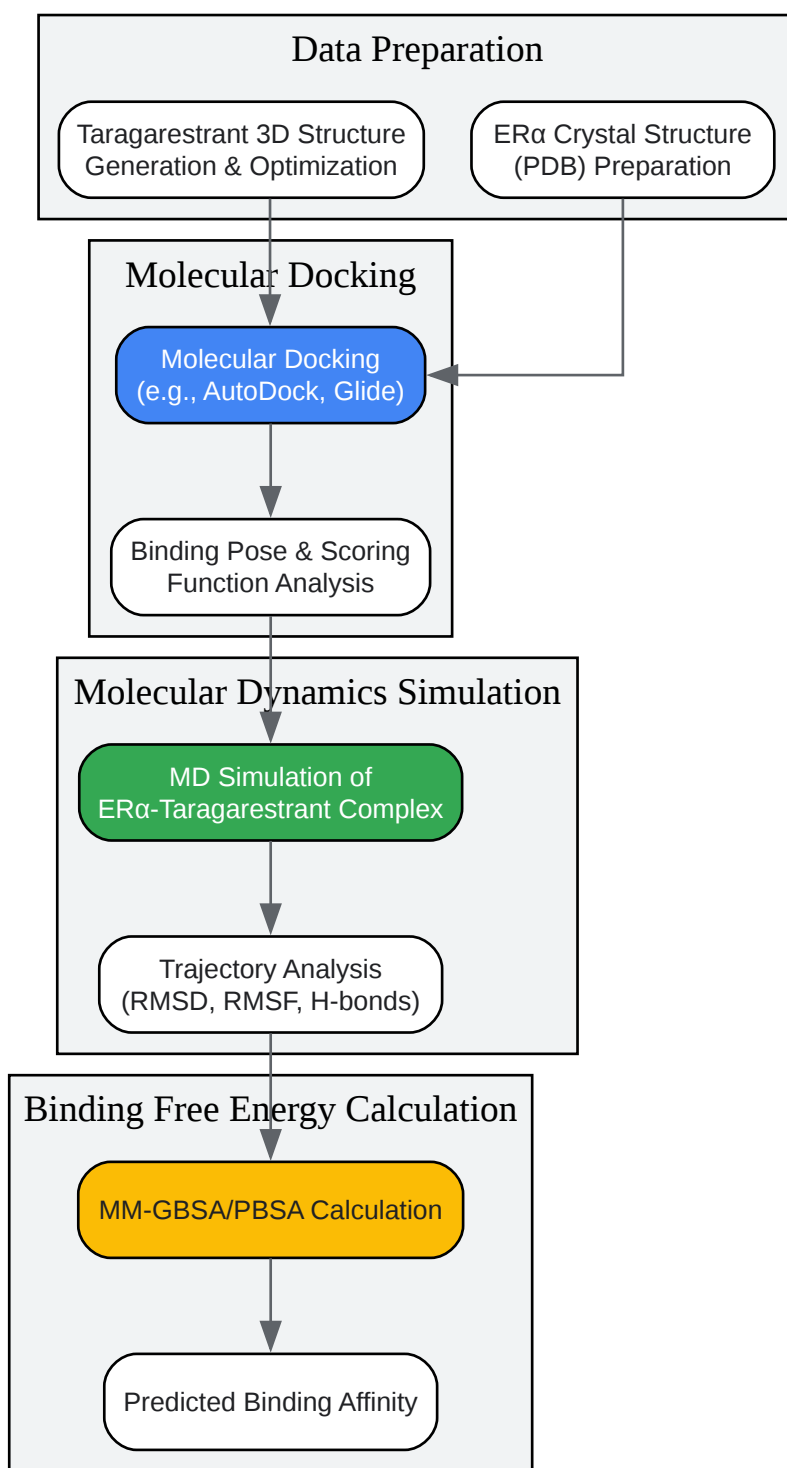 Data Preparation
Taragarestrant 3D Structure
Generation & Optimization
ERα Crystal Structure
(PDB) Preparation
Molecular Docking
Molecular Docking
(e.g., AutoDock, Glide)
Binding Pose & Scoring
Function Analysis
Molecular Dynamics Simulation
MD Simulation of
ERα-Taragarestrant Complex
Trajectory Analysis
(RMSD, RMSF, H-bonds)
Binding Free Energy Calculation
MM-GBSA/PBSA Calculation
Predicted Binding Affinity